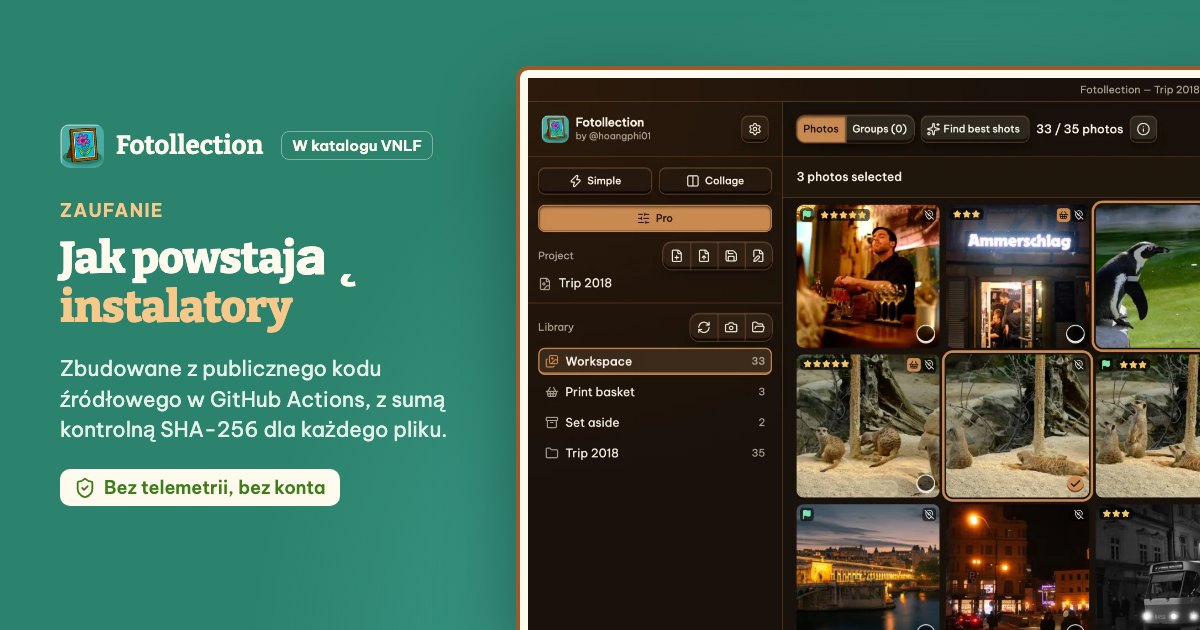 Fotollection
W katalogu VNLF
ZAUFANIE
Jak powstają
instalatory
Zbudowane z publicznego kodu
źródłowego w GitHub Actions, z sumą
kontrolną SHA-256 dla każdego pliku.
Bez telemetrii, bez konta
Fotollection — Trip 2018
Fotollection
by @hoangphi01
Simple
Collage
Pro
Project
Trip 2018
Library
Workspace 33
Print basket 3
Set aside 2
Trip 2018 35
Photos
Groups (0)
Find best shots
33 / 35 photos
3 photos selected
Ammerschlag